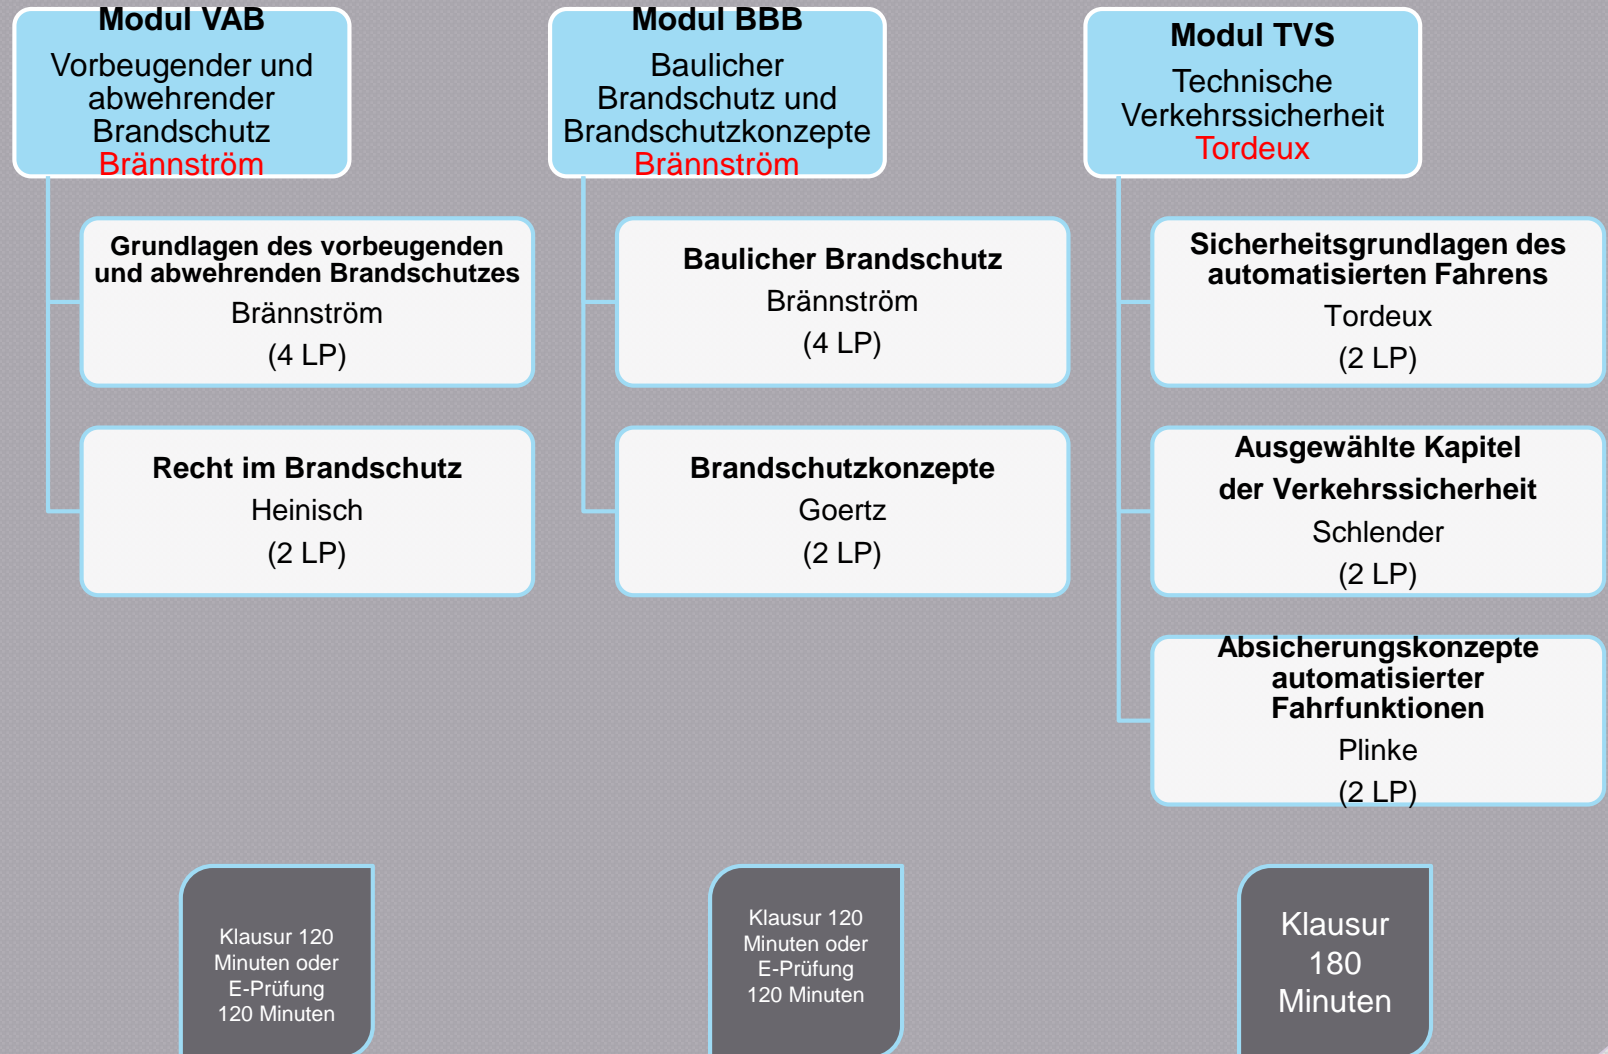 Modul VAB
Vorbeugender und
abwehrender
Brandschutz
Brännström
Grundlagen des vorbeugenden
und abwehrenden Brandschutzes
Brännström
(4 LP)
Recht im Brandschutz
Heinisch
(2 LP)
Klausur 120
Minuten oder
E-Prüfung
120 Minuten
Modul BBB
Baulicher
Brandschutz und
Brandschutzkonzepte
Brännström
Baulicher Brandschutz
Brännström
(4 LP)
Brandschutzkonzepte
Goertz
(2 LP)
Klausur 120
Minuten oder
E-Prüfung
120 Minuten
Modul TVS
Technische
Verkehrssicherheit
Tordeux
Sicherheitsgrundlagen des
automatisierten Fahrens
Tordeux
(2 LP)
Ausgewählte Kapitel
der Verkehrssicherheit
Schlender
(2 LP)
Absicherungskonzepte
automatisierter
Fahrfunktionen
Plinke
(2 LP)
Klausur
180
Minuten